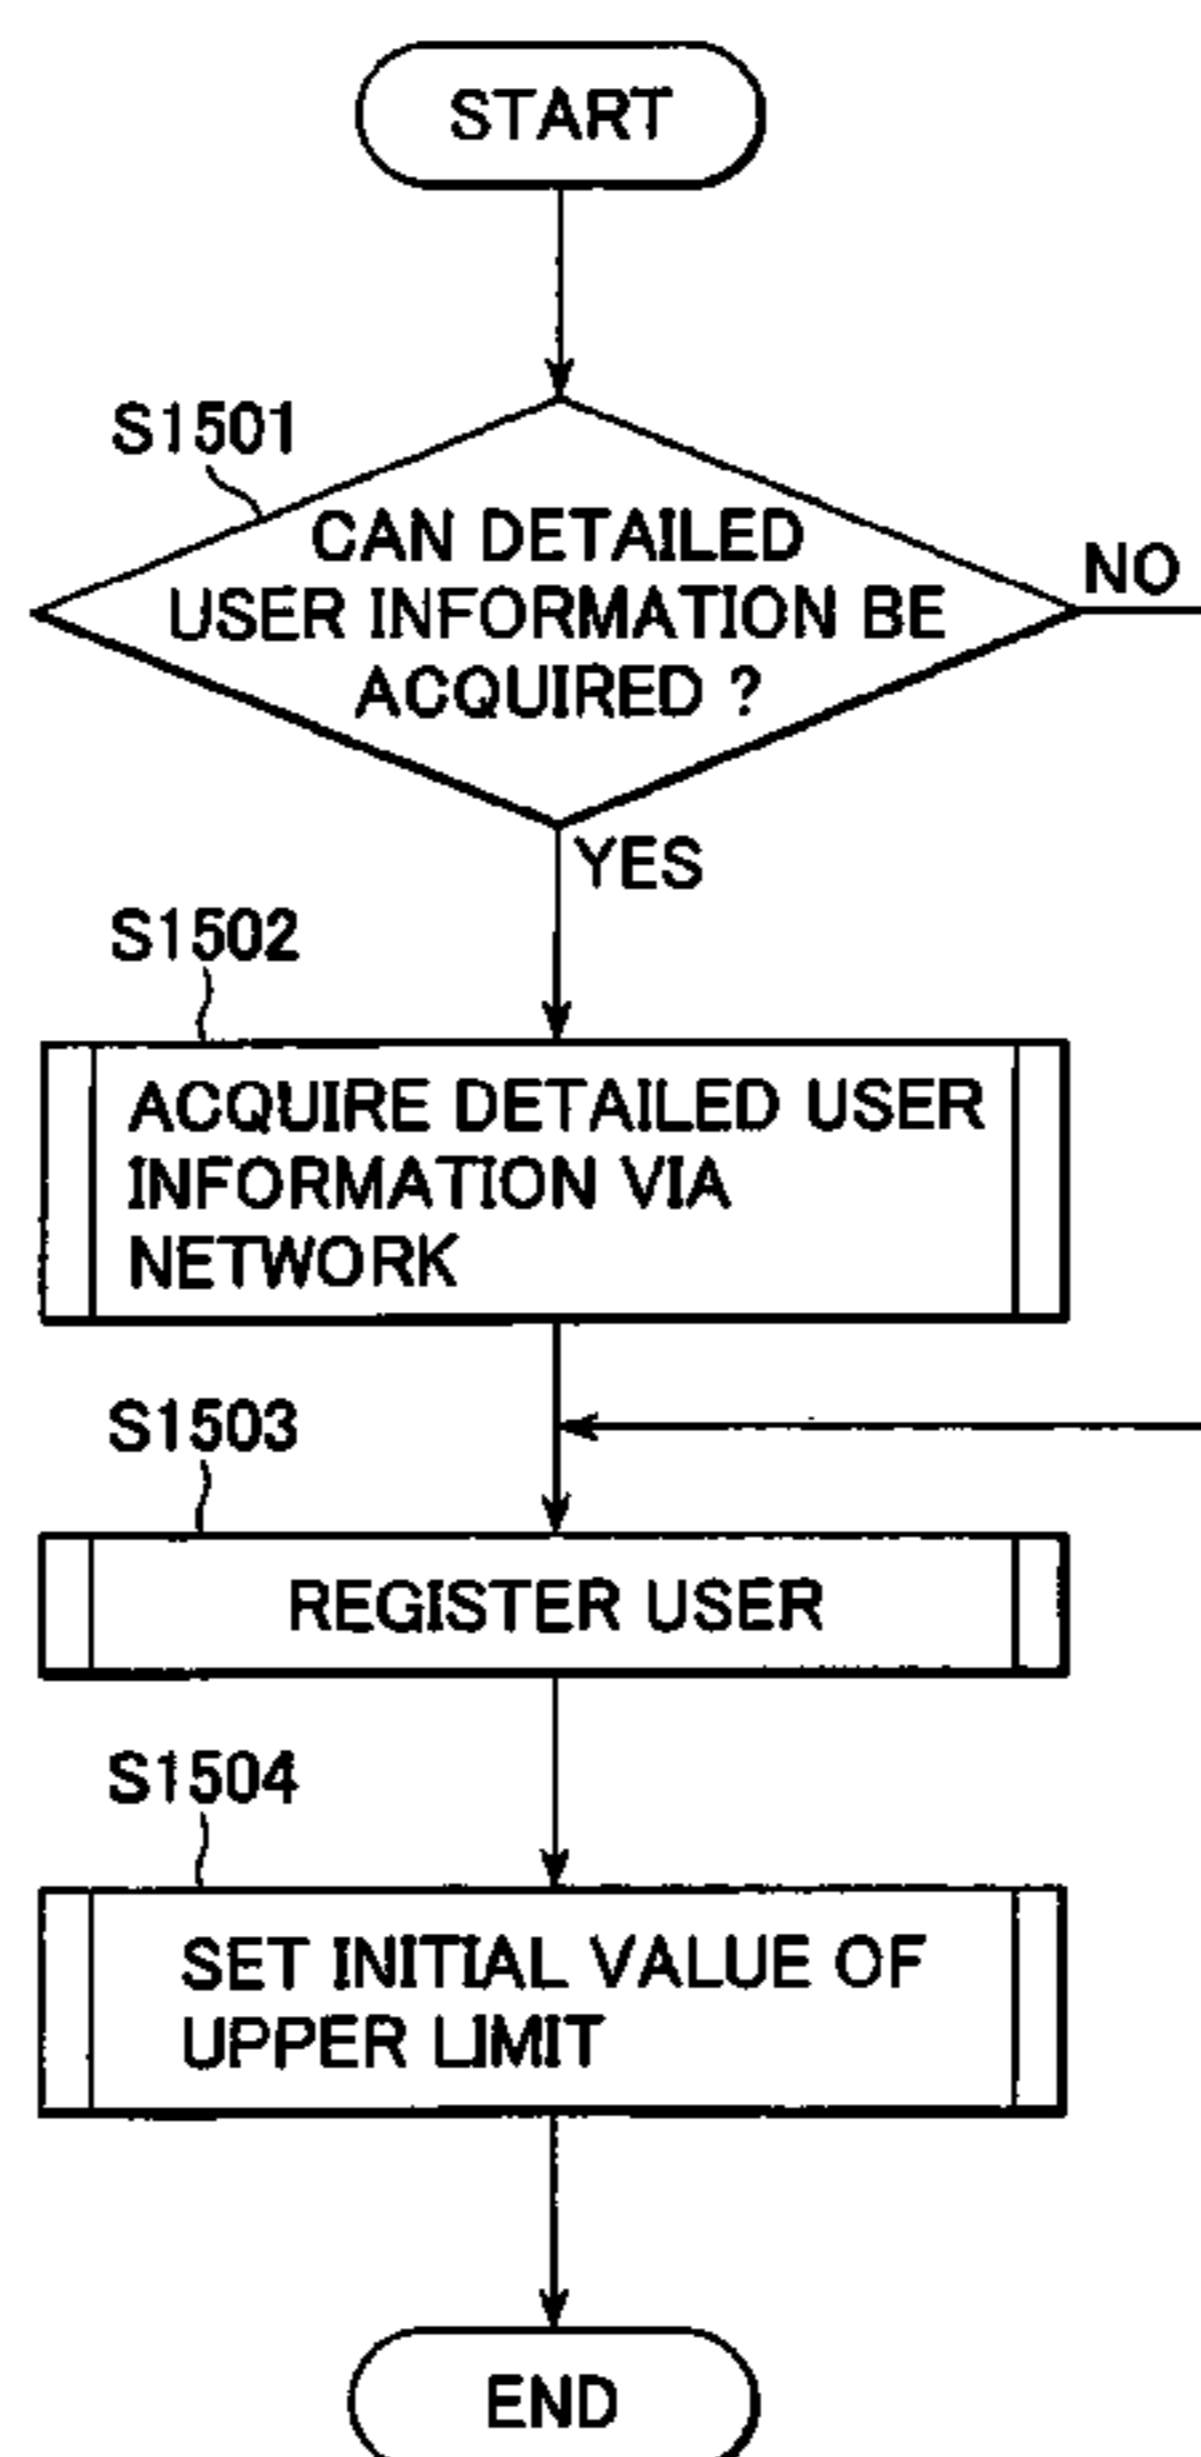 START
S1501
CAN DETAILED
USER INFORMATION BE
ACQUIRED ?
NO
YES
S1502
ACQUIRE DETAILED USER
INFORMATION VIA
NETWORK
S1503
REGISTER USER
S1504
SET INITIAL VALUE OF
UPPER LIMIT
END